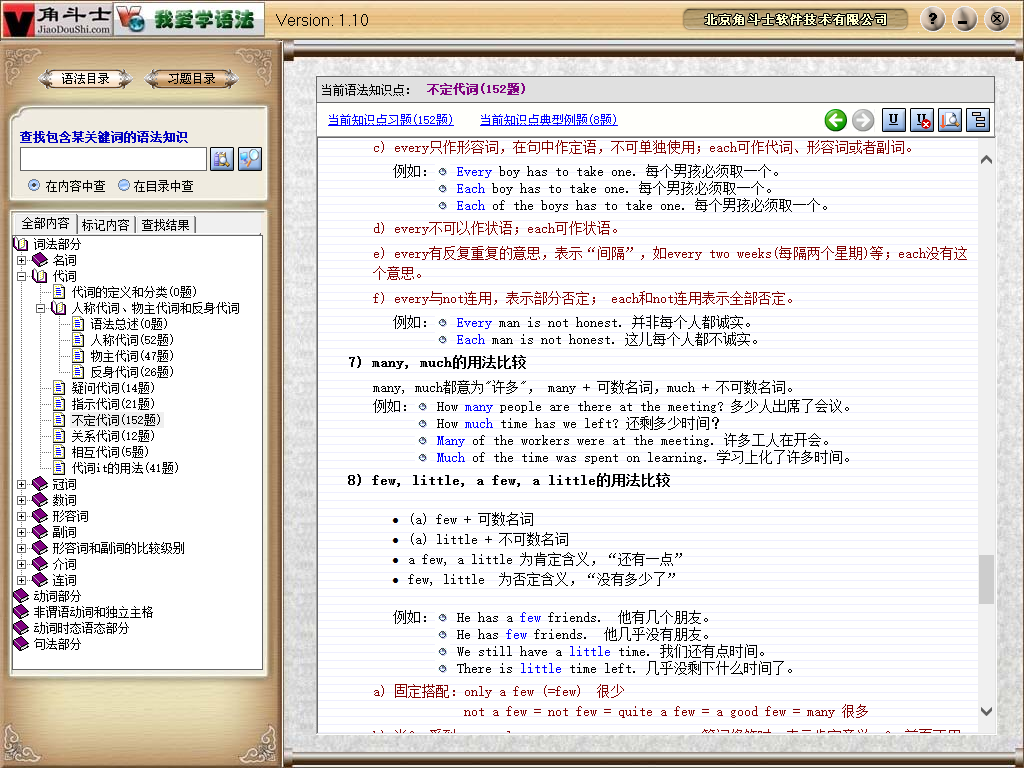 角斗士
JiaoDouShi.com
我爱学语法
Version: 1.10
北京角斗士软件技术有限公司
语法目录
习题目录
查找包含某关键词的语法知识
在内容中查
在目录中查
全部内容
标记内容
查找结果
词法部分
名词
代词
代词的定义和分类(0题)
人称代词、物主代词和反身代词
语法总述(0题)
人称代词(52题)
物主代词(47题)
反身代词(26题)
疑问代词(14题)
指示代词(21题)
不定代词(152题)
关系代词(12题)
相互代词(5题)
代词it的用法(41题)
冠词
数词
形容词
副词
形容词和副词的比较级别
介词
连词
动词部分
非谓语动词和独立主格
动词时态语态部分
句法部分
当前语法知识点: 不定代词(152题)
当前知识点习题(152题) 当前知识点典型例题(8题)
c) every只作形容词，在句中作定语，不可单独使用；each可作代词、形容词或者副词。
例如： Every boy has to take one. 每个男孩必须取一个。
Each boy has to take one. 每个男孩必须取一个。
Each of the boys has to take one. 每个男孩必须取一个。
d) every不可以作状语；each可作状语。
e) every有反复重复的意思，表示“间隔”，如every two weeks(每隔两个星期)等；each没有这
个意思。
f) every与not连用，表示部分否定； each和not连用表示全部否定。
例如： Every man is not honest. 并非每个人都诚实。
Each man is not honest. 这儿每个人都不诚实。
7) many, much的用法比较
many, much都意为"许多"， many + 可数名词，much + 不可数名词。
例如： How many people are there at the meeting? 多少人出席了会议。
How much time has we left? 还剩多少时间？
Many of the workers were at the meeting. 许多工人在开会。
Much of the time was spent on learning. 学习上化了许多时间。
8) few, little, a few, a little的用法比较
(a) few + 可数名词
(a) little + 不可数名词
a few, a little 为肯定含义，“还有一点”
few, little 为否定含义，“没有多少了”
例如： He has a few friends. 他有几个朋友。
He has few friends. 他几乎没有朋友。
We still have a little time. 我们还有点时间。
There is little time left. 几乎没剩下什么时间了。
a) 固定搭配：only a few (=few) 很少
not a few = not few = quite a few = a good few = many 很多